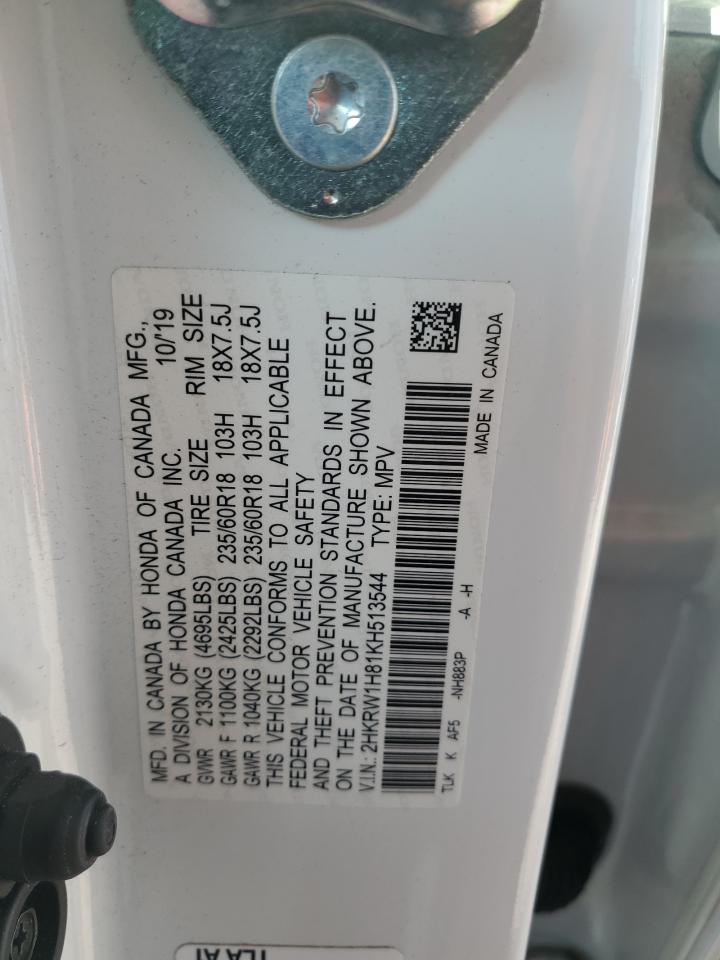 MFD. IN CANADA BY HONDA OF CANADA MFG.,
A DIVISION OF HONDA CANADA INC. 10/'19
GVWR 2130KG (4695LBS) TIRE SIZE RIM SIZE
GAWR F 1100KG (2425LBS) 235/60R18 103H 18X7.5J
GAWR R 1040KG (2292LBS) 235/60R18 103H 18X7.5J
THIS VEHICLE CONFORMS TO ALL APPLICABLE
FEDERAL MOTOR VEHICLE SAFETY
AND THEFT PREVENTION STANDARDS IN EFFECT
ON THE DATE OF MANUFACTURE SHOWN ABOVE.
V.I.N.: 2HKRW1H81KH513544 TYPE: MPV
TLK K AF5 -NH883P -A -H
MADE IN CANADA